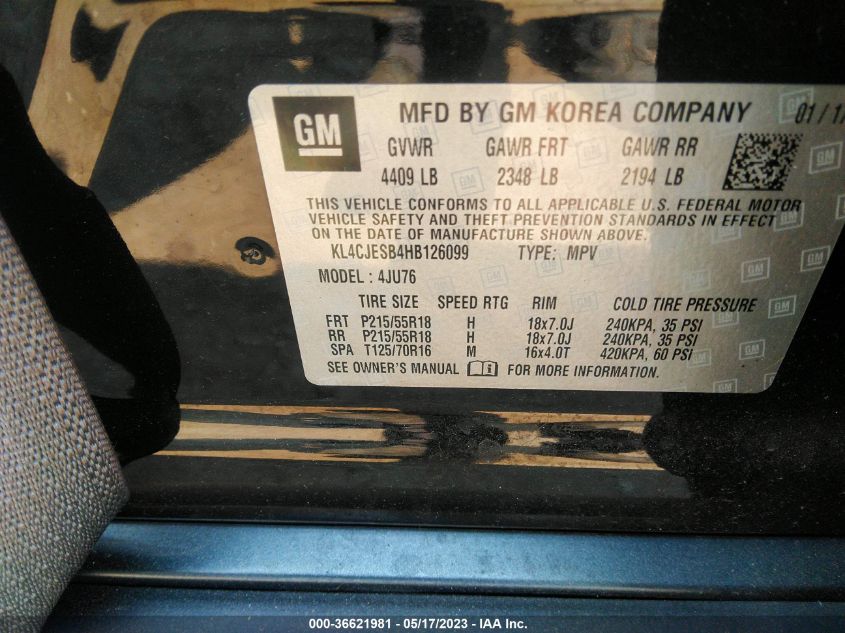 GM MFD BY GM KOREA COMPANY 01/1
GVWR GAWR FRT GAWR RR
4409 LB 2348 LB 2194 LB
THIS VEHICLE CONFORMS TO ALL APPLICABLE U.S. FEDERAL MOTOR
VEHICLE SAFETY AND THEFT PREVENTION STANDARDS IN EFFECT
ON THE DATE OF MANUFACTURE SHOWN ABOVE.
KL4CJESB4HB126099 TYPE: MPV
MODEL: 4JU76
TIRE SIZE SPEED RTG RIM COLD TIRE PRESSURE
FRT P215/55R18 H 18x7.0J 240KPA, 35 PSI
RR P215/55R18 H 18x7.0J 240KPA, 35 PSI
SPA T125/70R16 M 16x4.0T 420KPA, 60 PSI
SEE OWNER'S MANUAL FOR MORE INFORMATION.
000-36621981 / 05/17/2023 - IAA Inc.